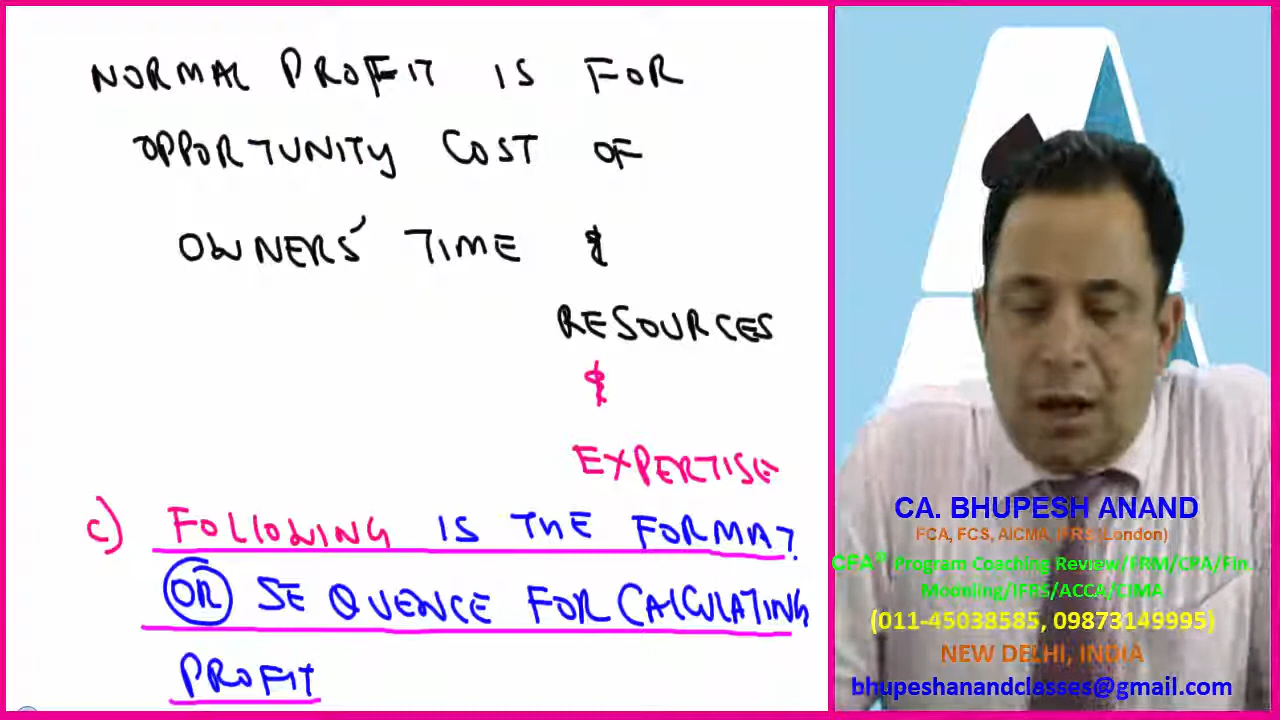 NORMAL PROFIT IS FOR
OPPORTUNITY COST OF
OWNERS' TIME &
RESOURCES
&
EXPERTISE
c) FOLLOWING IS THE FORMAT
OR SEQUENCE FOR CALCULATING
PROFIT
CA. BHUPESH ANAND
FCA, FCS, AICMA, IFRS (London)
CFA Program Coaching Review/FRM/CPA/Fin.
Modnling/IFRS/ACCA/CIMA
(011-45038585, 09873149995)
NEW DELHI, INDIA
bhupeshanandclasses@gmail.com